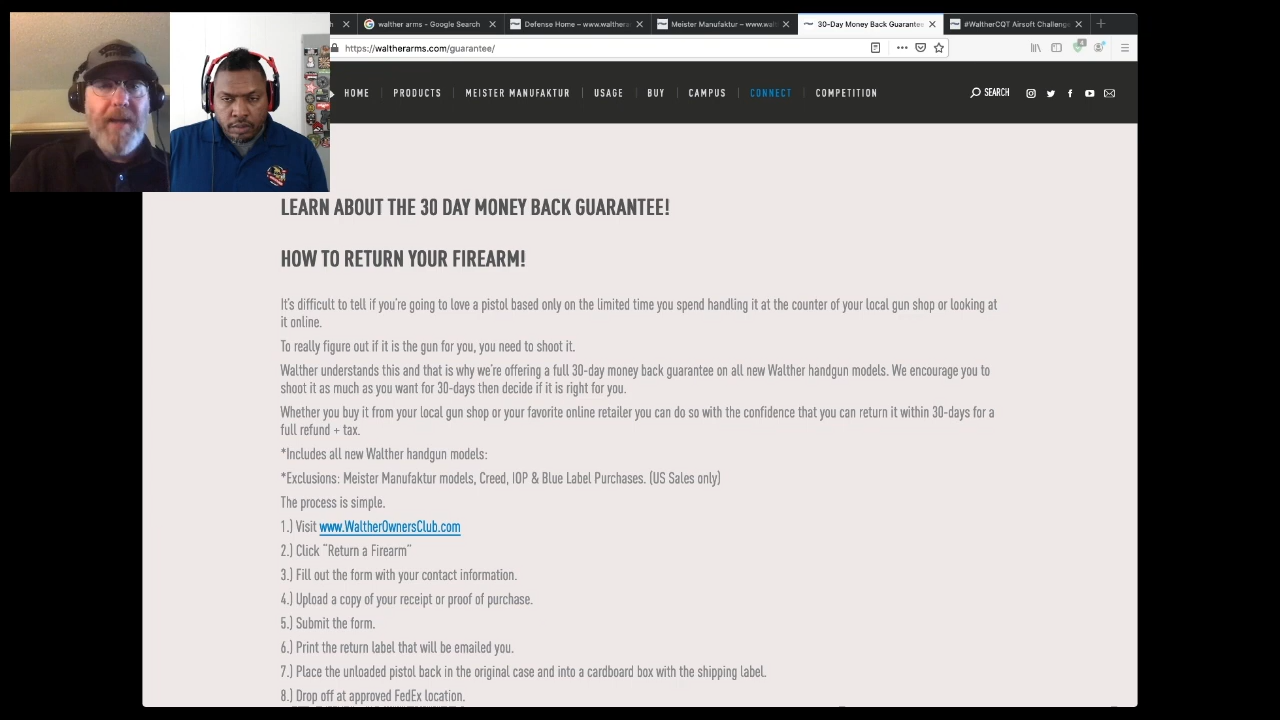 walther arms - Google Search
Defense Home – www.waltherar
Meister Manufaktur – www.walt
30-Day Money Back Guarantee
#WaltherCQT Airsoft Challeng
https://waltherarms.com/guarantee/
4
HOME
PRODUCTS
MEISTER MANUFAKTUR
USAGE
BUY
CAMPUS
CONNECT
COMPETITION
SEARCH
LEARN ABOUT THE 30 DAY MONEY BACK GUARANTEE!
HOW TO RETURN YOUR FIREARM!
It's difficult to tell if you're going to love a pistol based only on the limited time you spend handling it at the counter of your local gun shop or looking at
it online.
To really figure out if it is the gun for you, you need to shoot it.
Walther understands this and that is why we're offering a full 30-day money back guarantee on all new Walther handgun models. We encourage you to
shoot it as much as you want for 30-days then decide if it is right for you.
Whether you buy it from your local gun shop or your favorite online retailer you can do so with the confidence that you can return it within 30-days for a
full refund + tax.
*Includes all new Walther handgun models:
*Exclusions: Meister Manufaktur models, Creed, IOP & Blue Label Purchases. (US Sales only)
The process is simple.
1.) Visit www.WaltherOwnersClub.com
2.) Click "Return a Firearm"
3.) Fill out the form with your contact information.
4.) Upload a copy of your receipt or proof of purchase.
5.) Submit the form.
6.) Print the return label that will be emailed you.
7.) Place the unloaded pistol back in the original case and into a cardboard box with the shipping label.
8.) Drop off at approved FedEx location.